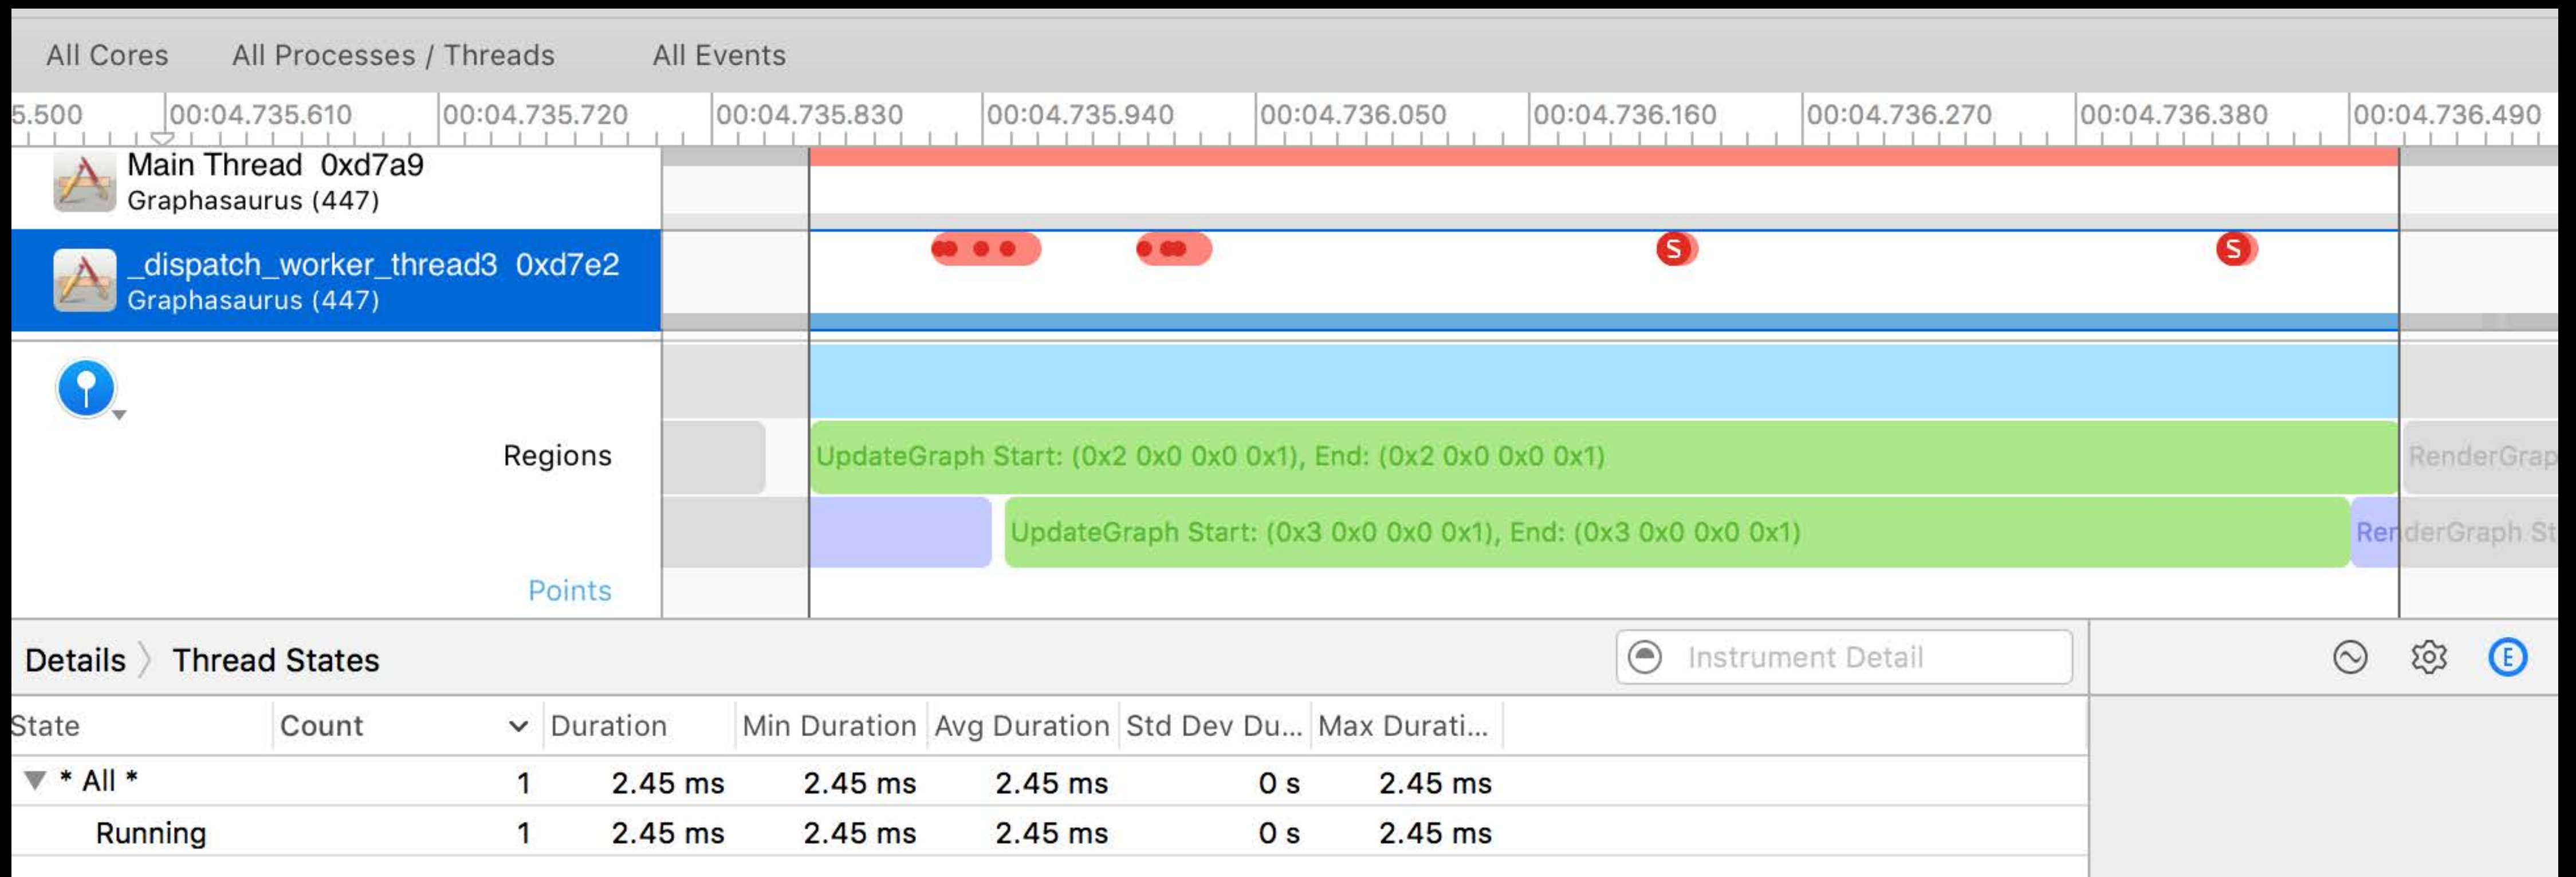 All Cores All Processes / Threads All Events
5.500 00:04.735.610 00:04.735.720 00:04.735.830 00:04.735.940 00:04.736.050 00:04.736.160 00:04.736.270 00:04.736.380 00:04.736.490
Main Thread 0xd7a9
Graphasaurus (447)
_dispatch_worker_thread3 0xd7e2
Graphasaurus (447)
S S
Regions
UpdateGraph Start: (0x2 0x0 0x0 0x1), End: (0x2 0x0 0x0 0x1) RenderGrap
UpdateGraph Start: (0x3 0x0 0x0 0x1), End: (0x3 0x0 0x0 0x1) RenderGraph St
Points
Details 〉 Thread States Instrument Detail E
State Count Duration Min Duration Avg Duration Std Dev Du... Max Durati...
* All * 1 2.45 ms 2.45 ms 2.45 ms 0 s 2.45 ms
Running 1 2.45 ms 2.45 ms 2.45 ms 0 s 2.45 ms